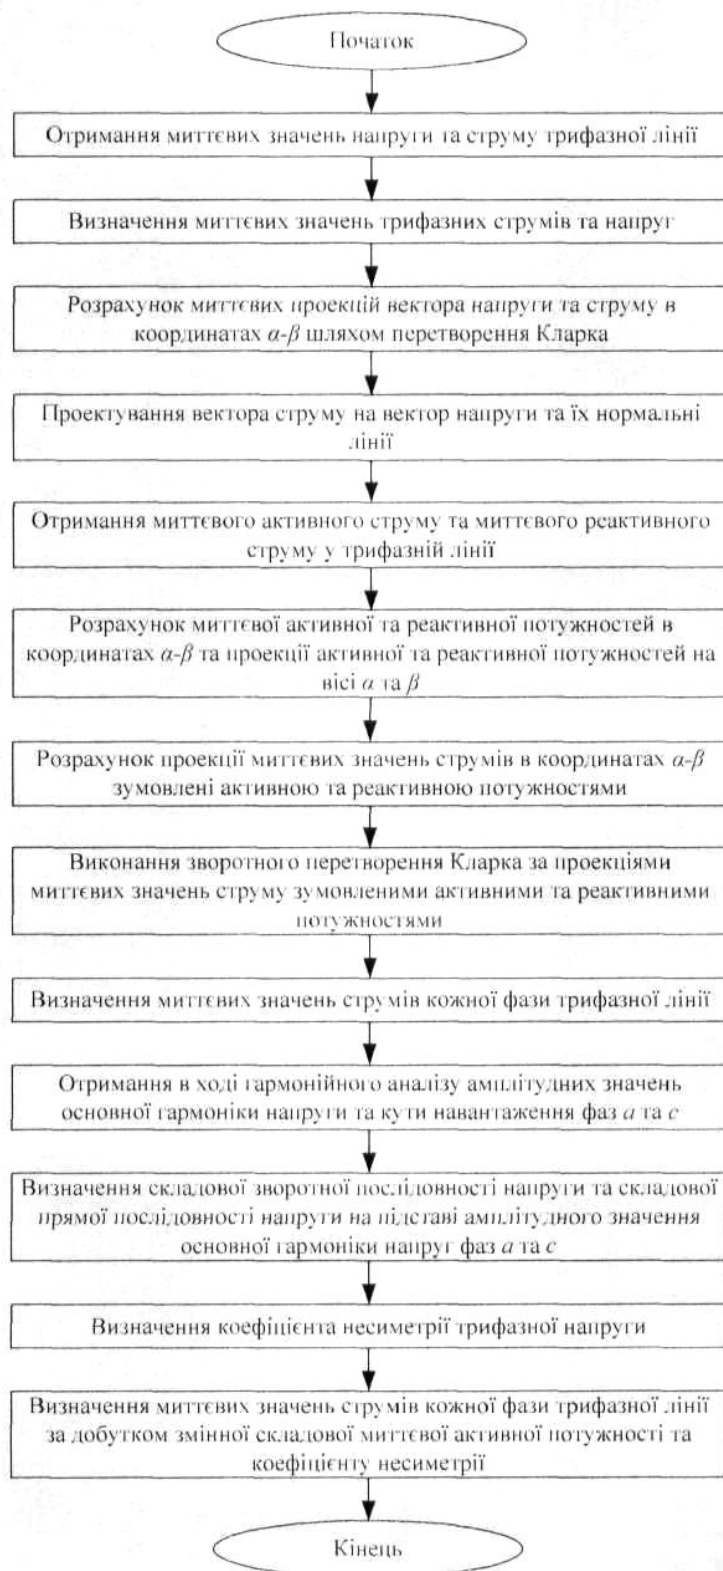 Початок
Отримання миттєвих значень напруги та струму трифазної лінії
Визначення миттєвих значень трифазних струмів та напруг
Розрахунок миттєвих проекцій вектора напруги та струму в
координатах α-β шляхом перетворення Кларка
Проектування вектора струму на вектор напруги та їх нормальні
лінії
Отримання миттєвого активного струму та миттєвого реактивного
струму у трифазній лінії
Розрахунок миттєвої активної та реактивної потужностей в
координатах α-β та проекції активної та реактивної потужностей на
вісі α та β
Розрахунок проекції миттєвих значень струмів в координатах α-β
зумовлені активною та реактивною потужностями
Виконання зворотного перетворення Кларка за проекціями
миттєвих значень струму зумовленими активними та реактивними
потужностями
Визначення миттєвих значень струмів кожної фази трифазної лінії
Отримання в ході гармонійного аналізу амплітудних значень
основної гармоніки напруги та кути навантаження фаз a та c
Визначення складової зворотної послідовності напруги та складової
прямої послідовності напруги на підставі амплітудного значення
основної гармоніки напруг фаз a та c
Визначення коефіцієнта несиметрії трифазної напруги
Визначення миттєвих значень струмів кожної фази трифазної лінії
за добутком змінної складової миттєвої активної потужності та
коефіцієнту несиметрії
Кінець